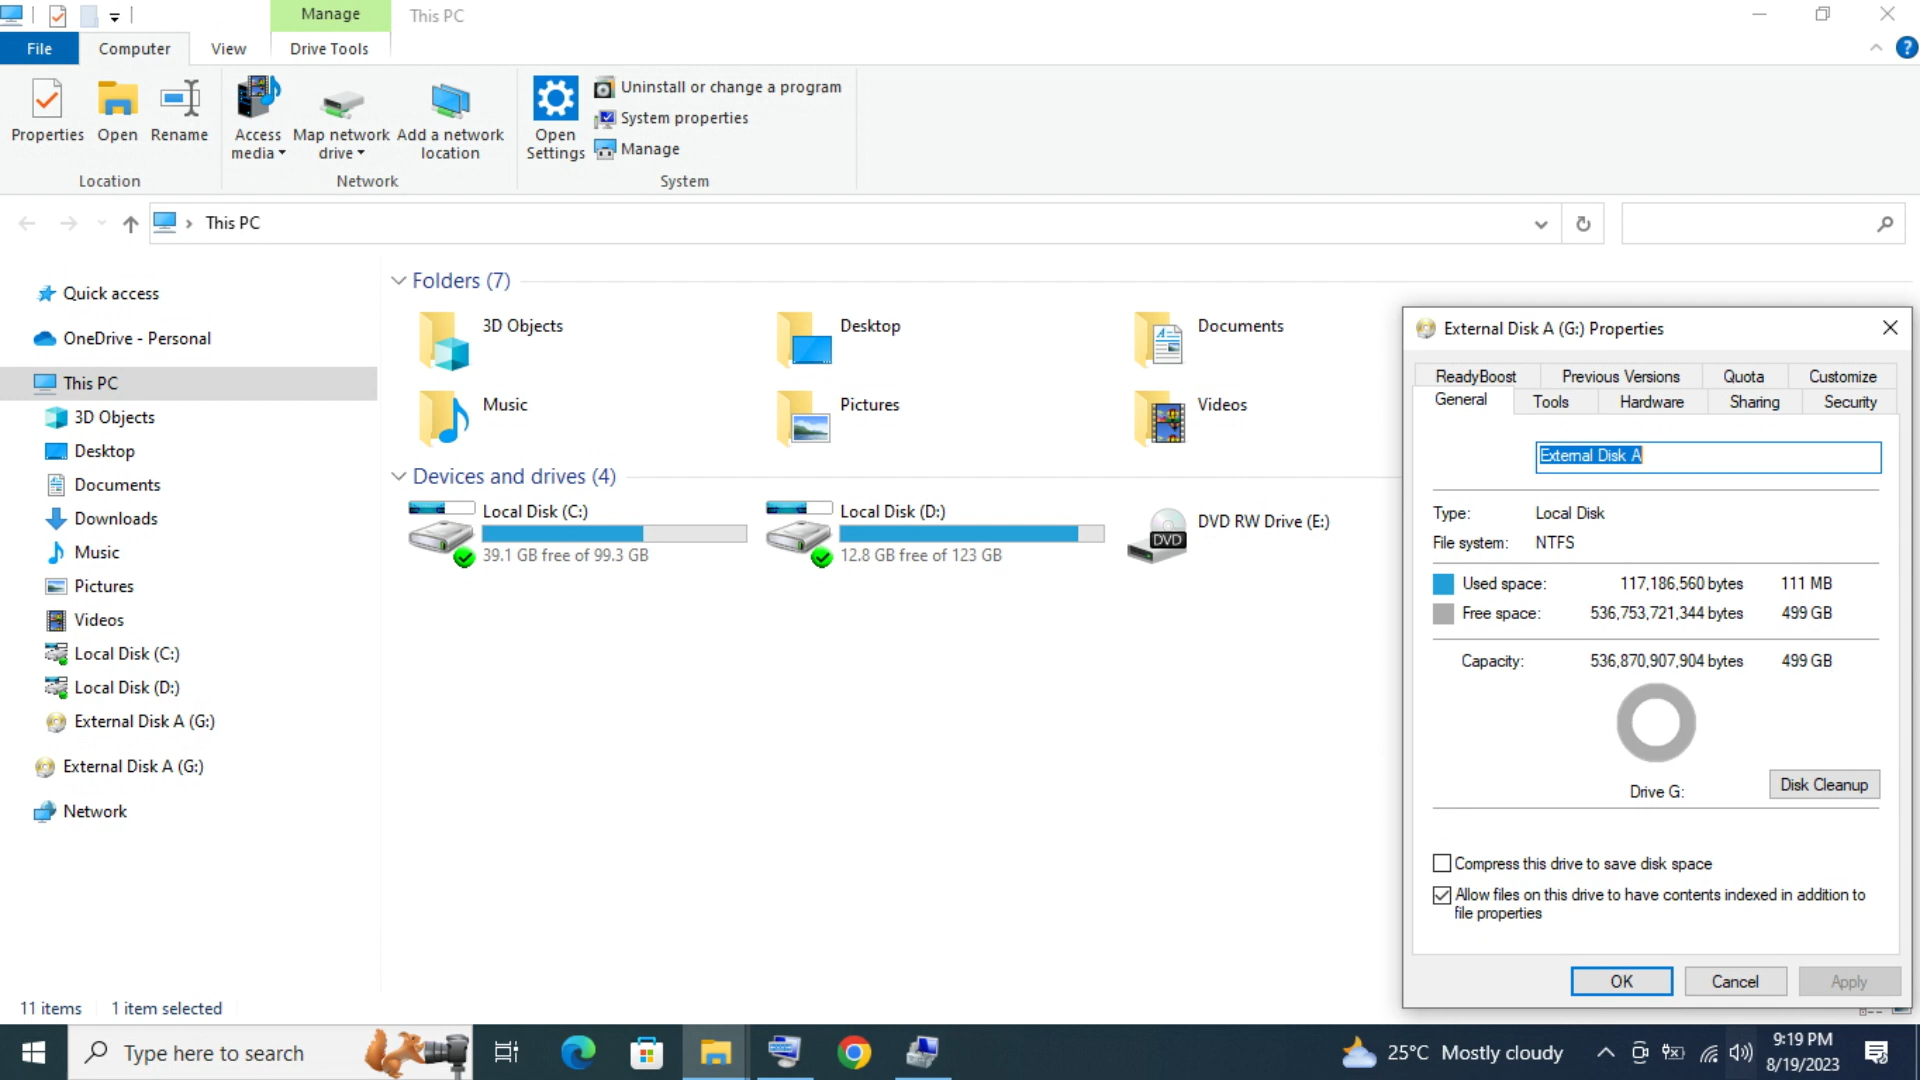 Manage
This PC
File
Computer
View
Drive Tools
Properties
Open
Rename
Access media
Map network drive
Add a network location
Open Settings
Uninstall or change a program
System properties
Manage
Location
Network
System
This PC
Quick access
OneDrive - Personal
This PC
3D Objects
Desktop
Documents
Downloads
Music
Pictures
Videos
Local Disk (C:)
Local Disk (D:)
External Disk A (G:)
External Disk A (G:)
Network
Folders (7)
3D Objects
Desktop
Documents
Music
Pictures
Videos
Devices and drives (4)
Local Disk (C:)
39.1 GB free of 99.3 GB
Local Disk (D:)
12.8 GB free of 123 GB
DVD
DVD RW Drive (E:)
External Disk A (G:) Properties
ReadyBoost
Previous Versions
Quota
Customize
General
Tools
Hardware
Sharing
Security
External Disk A
Type: Local Disk
File system: NTFS
Used space: 117,186,560 bytes 111 MB
Free space: 536,753,721,344 bytes 499 GB
Capacity: 536,870,907,904 bytes 499 GB
Drive G:
Disk Cleanup
Compress this drive to save disk space
Allow files on this drive to have contents indexed in addition to
file properties
OK
Cancel
Apply
11 items
1 item selected
Type here to search
25°C Mostly cloudy
9:19 PM
8/19/2023